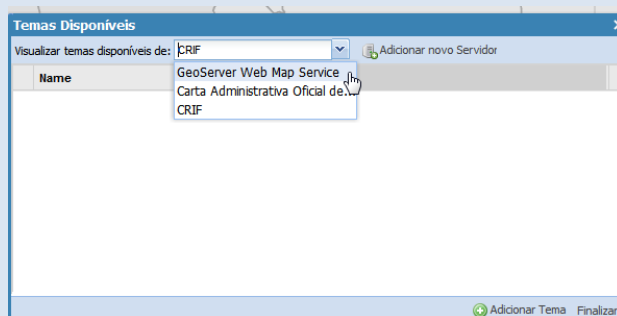 Temas Disponíveis
Visualizar temas disponíveis de: CRIF Adicionar novo Servidor
Name
GeoServer Web Map Service
Carta Administrativa Oficial de...
CRIF
Adicionar Tema Finalizar